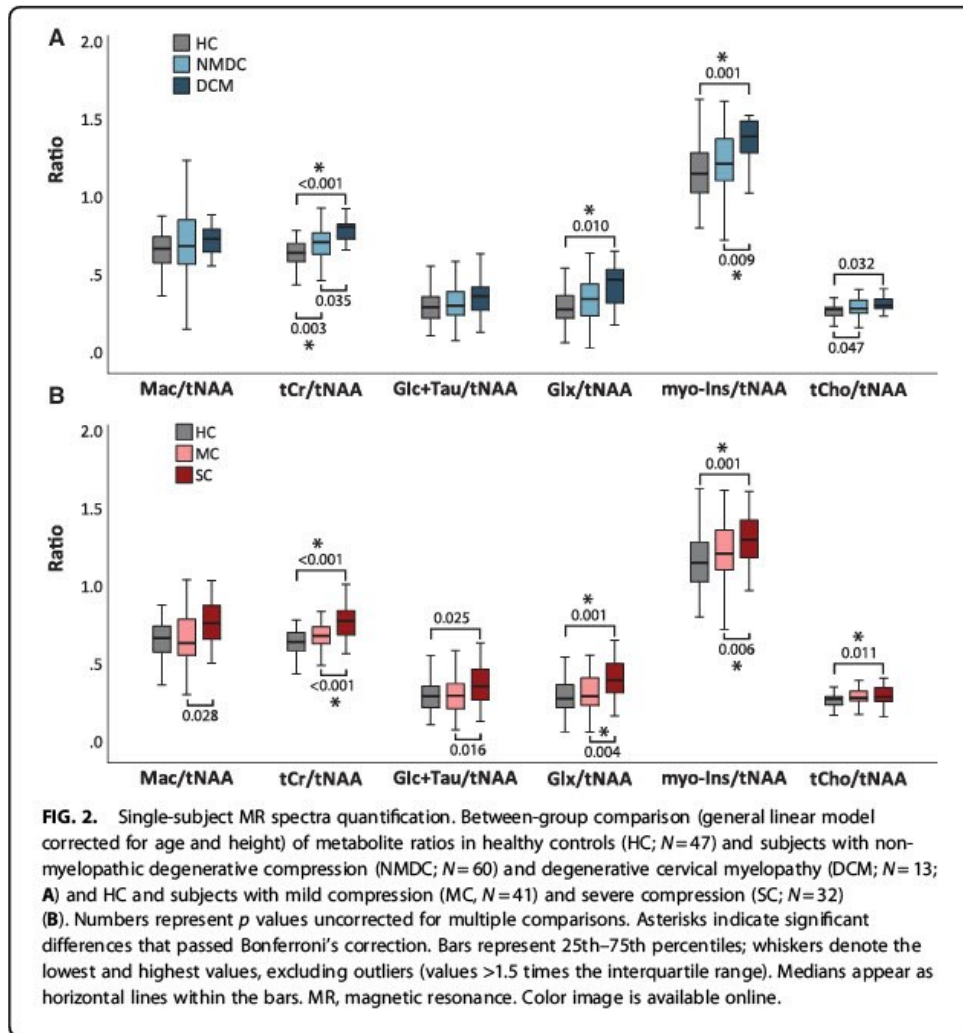 A
2.0
HC
NMDC
DCM
*
0.001
1.5
Ratio
1.0
*
<0.001
*
0.010
0.009
*
.5
0.035
0.003
*
0.032
0.047
.0
Mac/tNAA tCr/tNAA Glc+Tau/tNAA Glx/tNAA myo-Ins/tNAA tCho/tNAA
B
2.0
HC
MC
SC
*
0.001
1.5
Ratio
1.0
*
<0.001
0.025
*
0.001
0.006
*
*
0.011
.5
0.028
<0.001
*
0.016
*
0.004
.0
Mac/tNAA tCr/tNAA Glc+Tau/tNAA Glx/tNAA myo-Ins/tNAA tCho/tNAA
FIG. 2. Single-subject MR spectra quantification. Between-group comparison (general linear model
corrected for age and height) of metabolite ratios in healthy controls (HC; N=47) and subjects with non-
myelopathic degenerative compression (NMDC; N=60) and degenerative cervical myelopathy (DCM; N=13;
A) and HC and subjects with mild compression (MC, N=41) and severe compression (SC; N=32)
(B). Numbers represent p values uncorrected for multiple comparisons. Asterisks indicate significant
differences that passed Bonferroni's correction. Bars represent 25th–75th percentiles; whiskers denote the
lowest and highest values, excluding outliers (values >1.5 times the interquartile range). Medians appear as
horizontal lines within the bars. MR, magnetic resonance. Color image is available online.